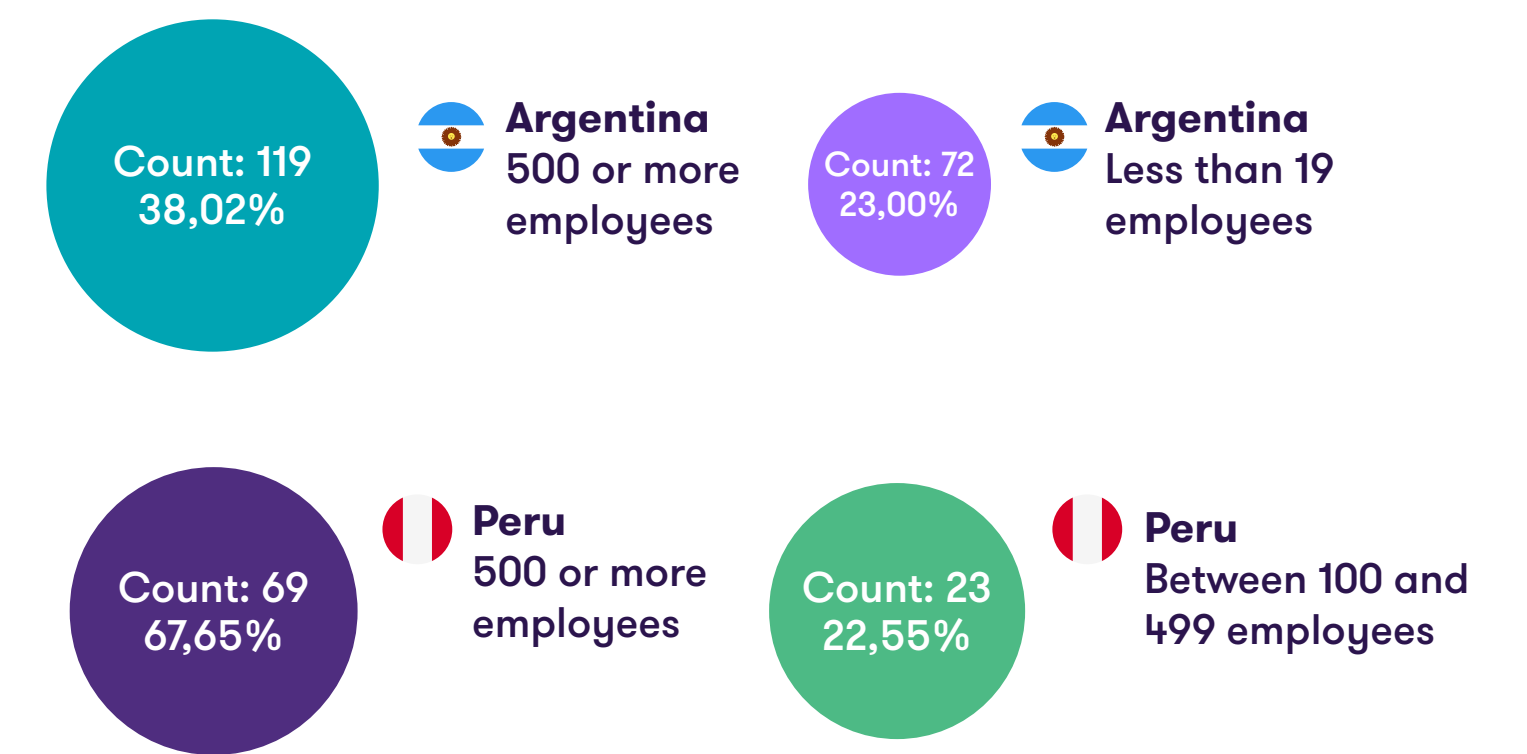 Count: 119
38,02%
Argentina
500 or more
employees
Count: 72
23,00%
Argentina
Less than 19
employees
Count: 69
67,65%
Peru
500 or more
employees
Count: 23
22,55%
Peru
Between 100 and
499 employees